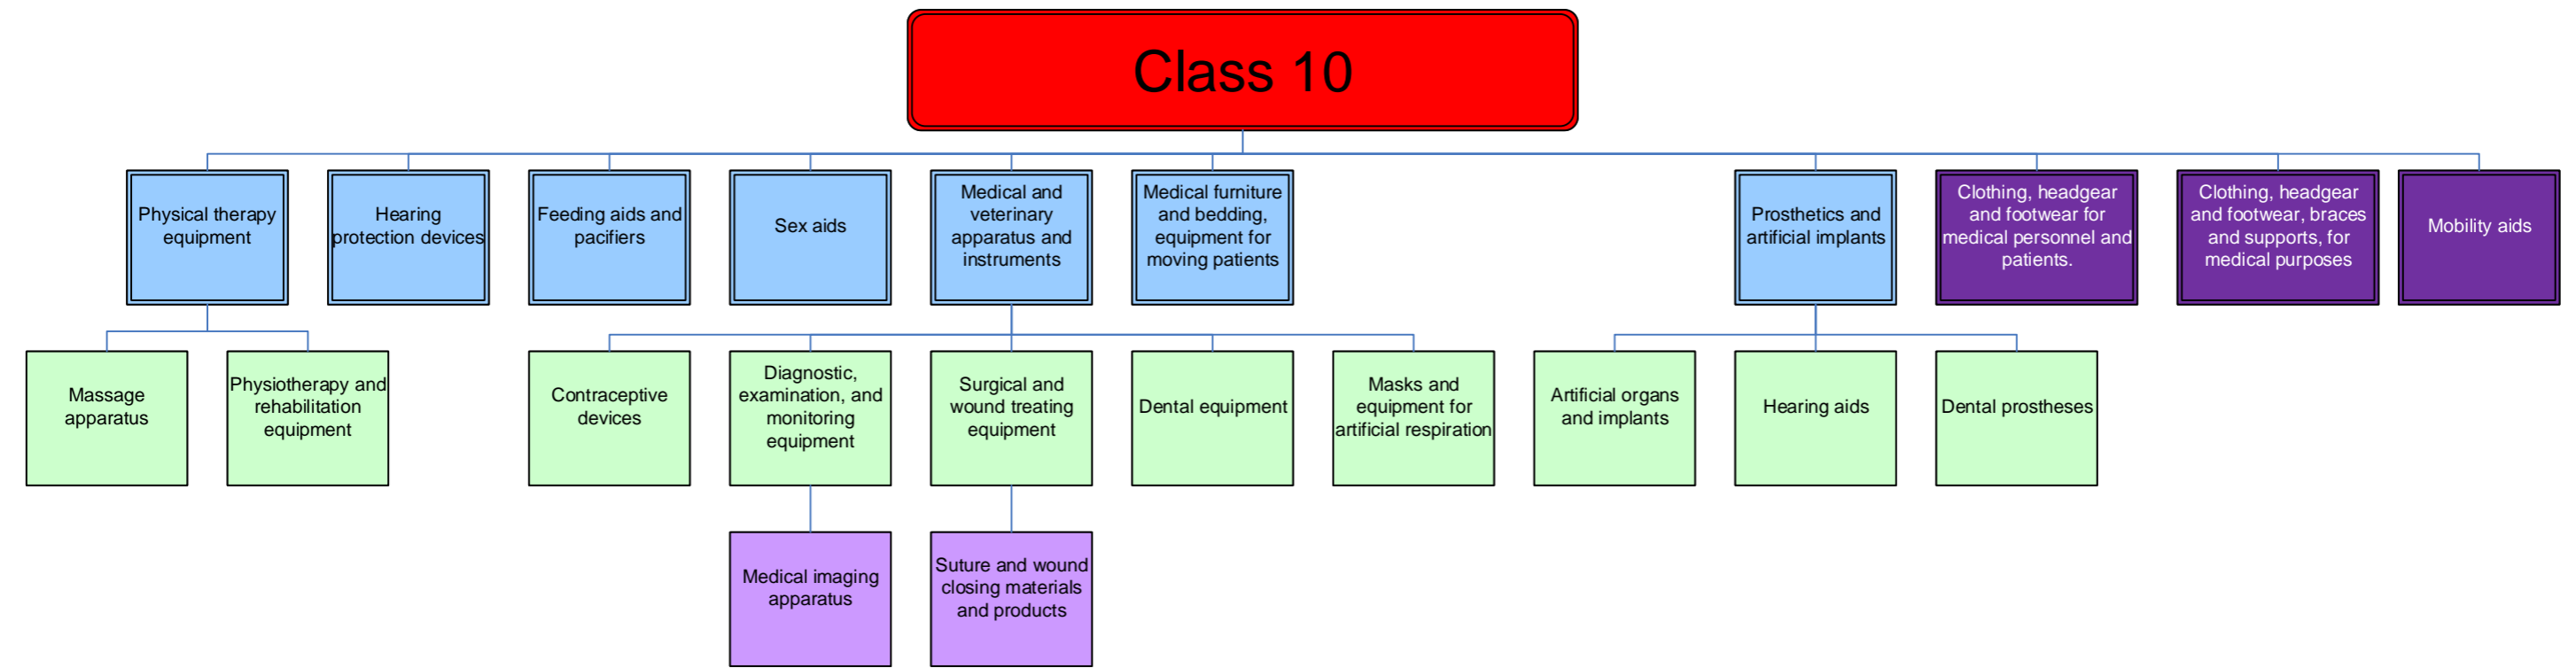 Class 10
Physical therapy
equipment
Hearing
protection devices
Feeding aids and
pacifiers
Sex aids
Medical and
veterinary
apparatus and
instruments
Medical furniture
and bedding,
equipment for
moving patients
Prosthetics and
artificial implants
Clothing, headgear
and footwear for
medical personnel and
patients.
Clothing, headgear
and footwear, braces
and supports, for
medical purposes
Mobility aids
Massage
apparatus
Physiotherapy and
rehabilitation
equipment
Contraceptive
devices
Diagnostic,
examination, and
monitoring
equipment
Surgical and
wound treating
equipment
Dental equipment
Masks and
equipment for
artificial respiration
Artificial organs
and implants
Hearing aids
Dental prostheses
Medical imaging
apparatus
Suture and wound
closing materials
and products